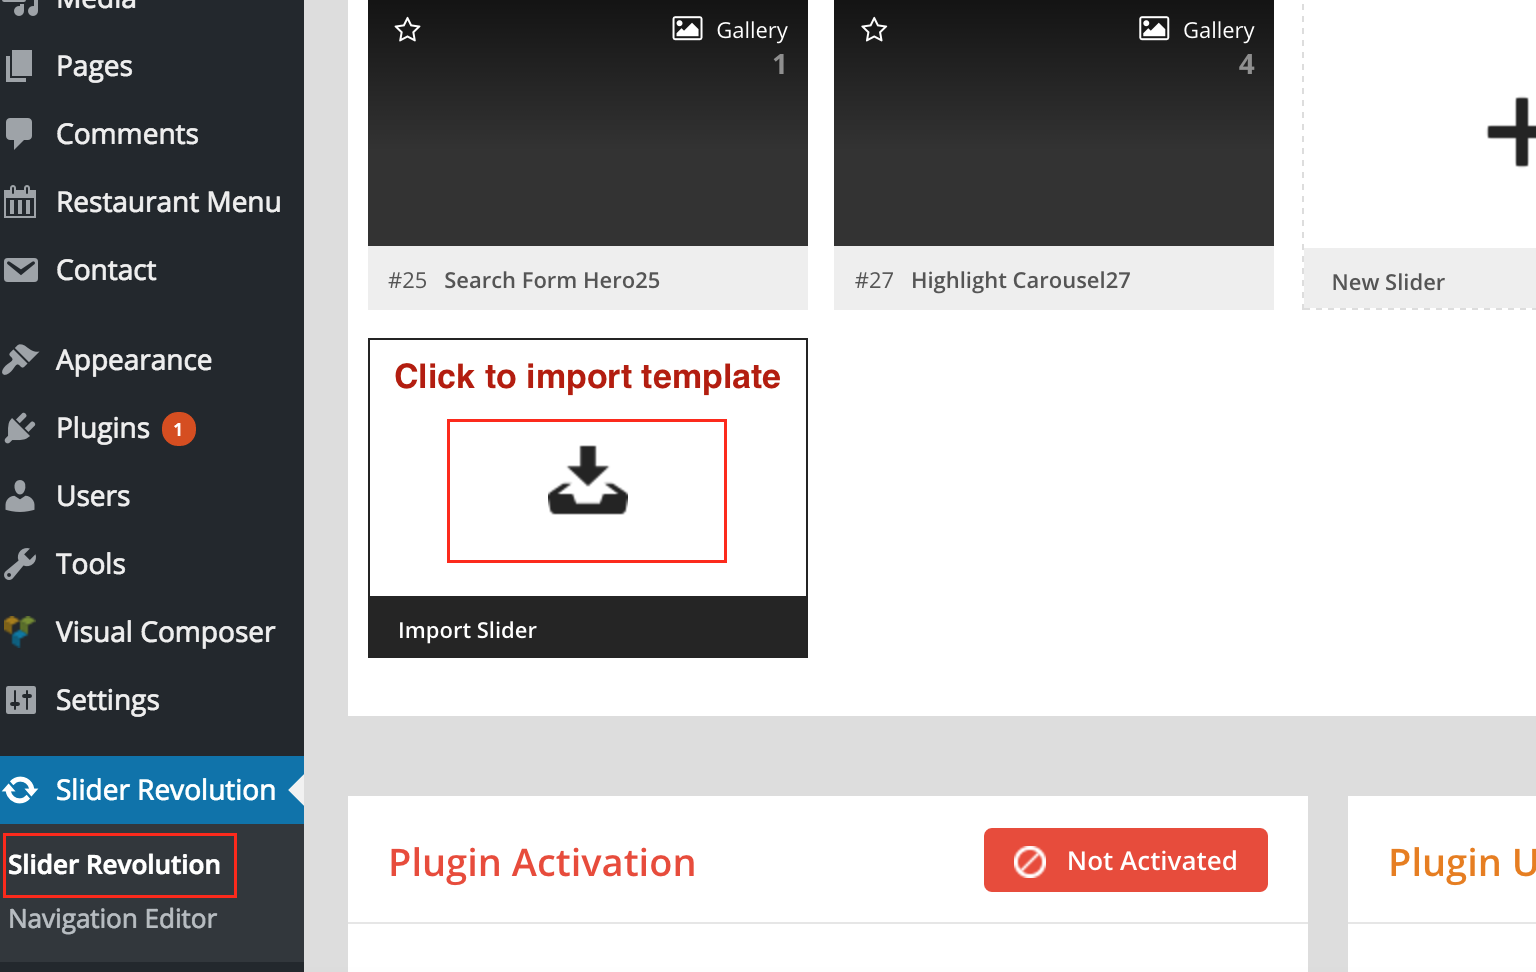 Media
Pages
Comments
Restaurant Menu
Contact
Appearance
Plugins 1
Users
Tools
Visual Composer
Settings
Slider Revolution
Slider Revolution
Navigation Editor
Gallery
1
#25 Search Form Hero25
Gallery
4
#27 Highlight Carousel27
New Slider
Click to import template
Import Slider
Plugin Activation
Not Activated
Plugin U